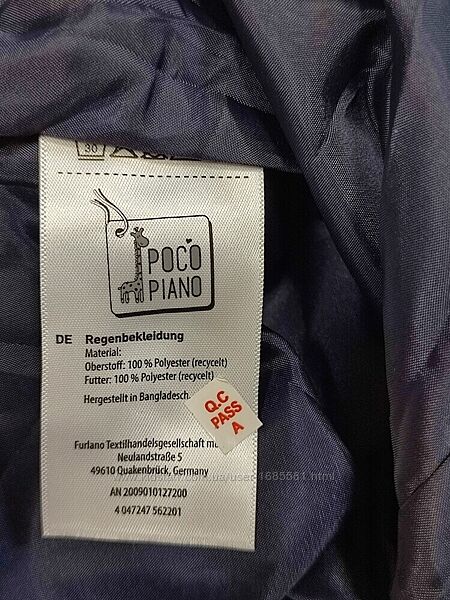 30
POCO
PIANO
DE Regenbekleidung
Material:
Oberstoff: 100 % Polyester (recycelt)
Futter: 100 % Polyester (recycelt)
Hergestellt in Bangladesch.
Q.C
PASS
A
Furlano Textilhandelsgesellschaft
Neulandstraße 5
49610 Quakenbrück, Germany
AN 2009010127200
4 047247 562201